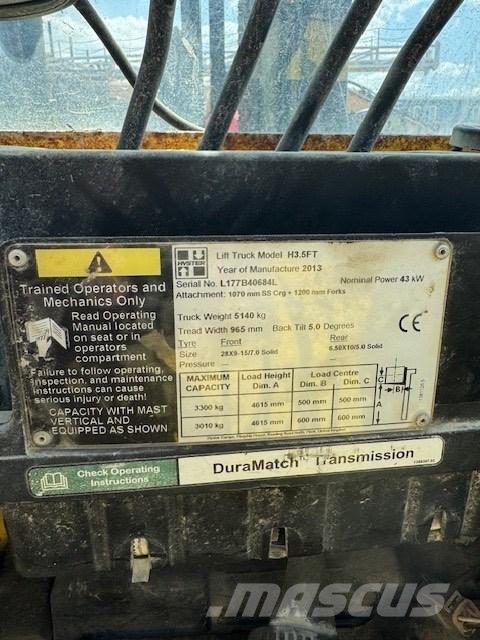 HYSTER
Lift Truck Model H3.5FT
Year of Manufacture 2013
Serial No. L177B40684L Nominal Power 43 kW
Attachment: 1070 mm SS Crg + 1200 mm Forks
Truck Weight 5140 kg
Tread Width 965 mm Back Tilt 5.0 Degrees
Tyre Front Rear
Size: 28X9-15/7.0 Solid 6.50X10/5.0 Solid
Pressure --- ---
CE
MAXIMUM CAPACITY
Load Height Dim. A
Load Centre
Dim. B Dim. C
3300 kg 4615 mm 500 mm 500 mm
3010 kg 4615 mm 600 mm 600 mm
C
B
A
Trained Operators and
Mechanics Only
Read Operating
Manual located
on seat or in
operators
compartment
Failure to follow operating,
inspection, and maintenance
instructions can cause
serious injury or death!
CAPACITY WITH MAST
VERTICAL AND
EQUIPPED AS SHOWN
Check Operating
Instructions
DuraMatch™ Transmission
MASCUS